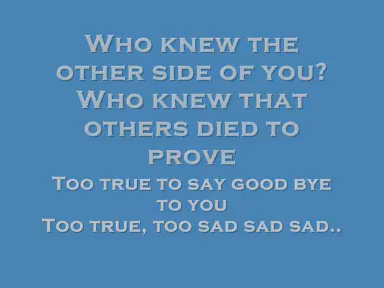 Who knew the
other side of you?
Who knew that
others died to
prove
Too true to say good bye
to you
Too true, too sad sad sad..